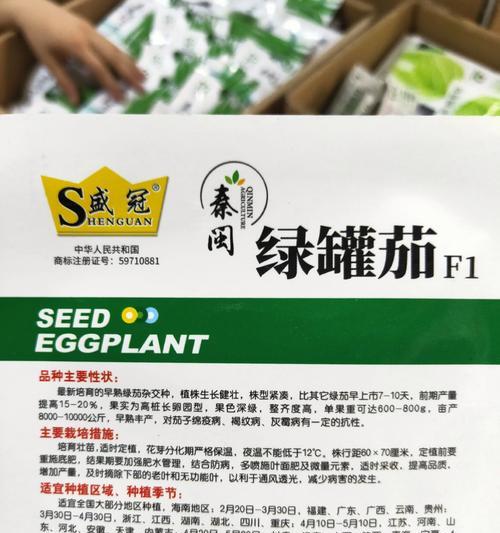 S盛冠®
SHENGUAN
中华人民共和国
商标注册证号：59710881
秦闽
QINMIN
AGRICULTURE
绿罐茄F1
SEED
EGGPLANT
品种主要性状：
最新培育的早熟绿茄杂交种，植株生长健壮，株型紧凑，比其它绿茄早上市7-10天，前期产量
提高15-20%，果实为高桩长卵园型，果色深绿，整齐度高，单果重可达600-800g，亩产
8000-10000公斤，早熟丰产，对茄子绵疫病、褐纹病、灰霉病有一定的抗性。
主要栽培措施：
培育壮苗，适时定植，花芽分化期严格保温，夜温不能低于12℃，株行距60×70厘米，定植前要
重施底肥，结果期要加强肥水管理，结合防病，多喷施叶面肥及微量元素，适时采收，提高品质，
增加产量，及时摘除下部的老叶和无功能叶，以利于通风透光，减少病害的发生。
适宜种植区域、种植季节：
适宜全国大部分地区种植，海南地区：2月20日-3月30日，福建、广东、广西、云南、贵州：
3月30日-4月30日，浙江、江西、湖南、湖北、四川、重庆：4月10日-5月10日，江苏、河南、山